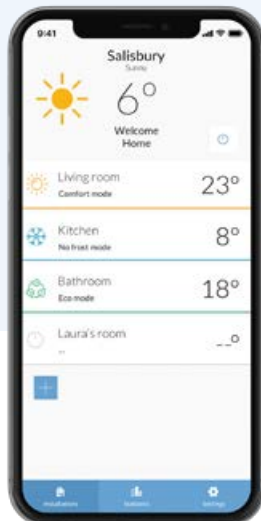 9:41
Salisbury
Sunny
6°
Welcome
Home
Living room
Comfort mode
23°
Kitchen
No frost mode
8°
Bathroom
Eco mode
18°
Laura's room
--
--°
Installations
Statistics
Settings